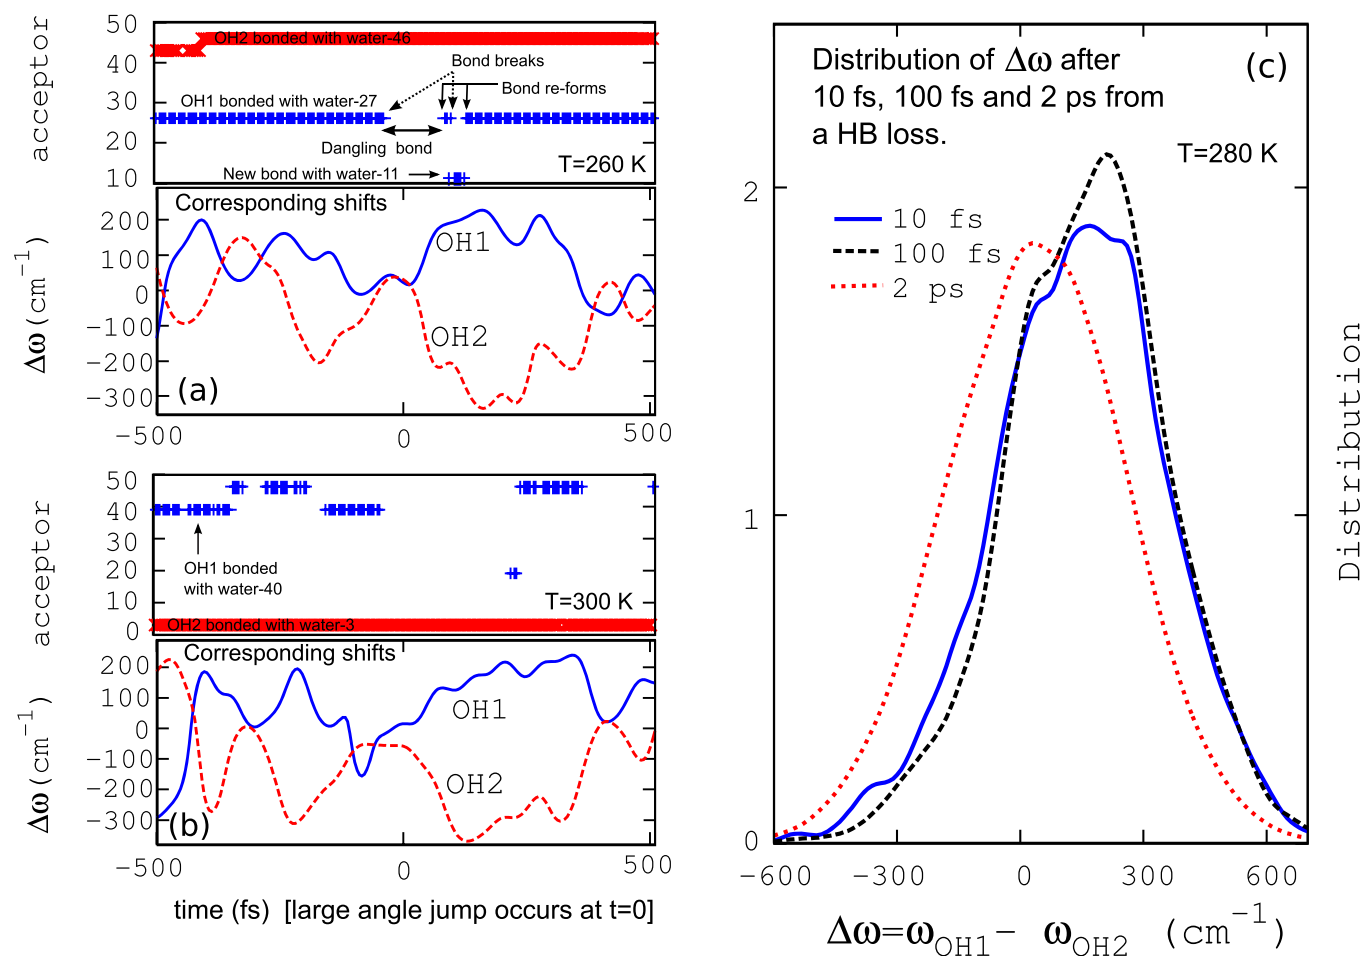 acceptor
50
40
30
20
10
OH2 bonded with water-46
Bond breaks
Bond re-forms
OH1 bonded with water-27
Dangling bond
New bond with water-11
T=260 K
Δω (cm⁻¹)
200
100
0
−100
−200
−300
Corresponding shifts
OH1
OH2
(a)
−500 0 500
acceptor
50
40
30
20
10
0
OH1 bonded
with water-40
T=300 K
OH2 bonded with water-3
Δω (cm⁻¹)
200
100
0
−100
−200
−300
Corresponding shifts
OH1
OH2
(b)
−500 0 500
time (fs) [large angle jump occurs at t=0]
Distribution of Δω after
10 fs, 100 fs and 2 ps from
a HB loss.
(c)
T=280 K
10 fs
100 fs
2 ps
2
1
0
−600 −300 0 300 600
Δω=ωOH1− ωOH2 (cm⁻¹)
Distribution